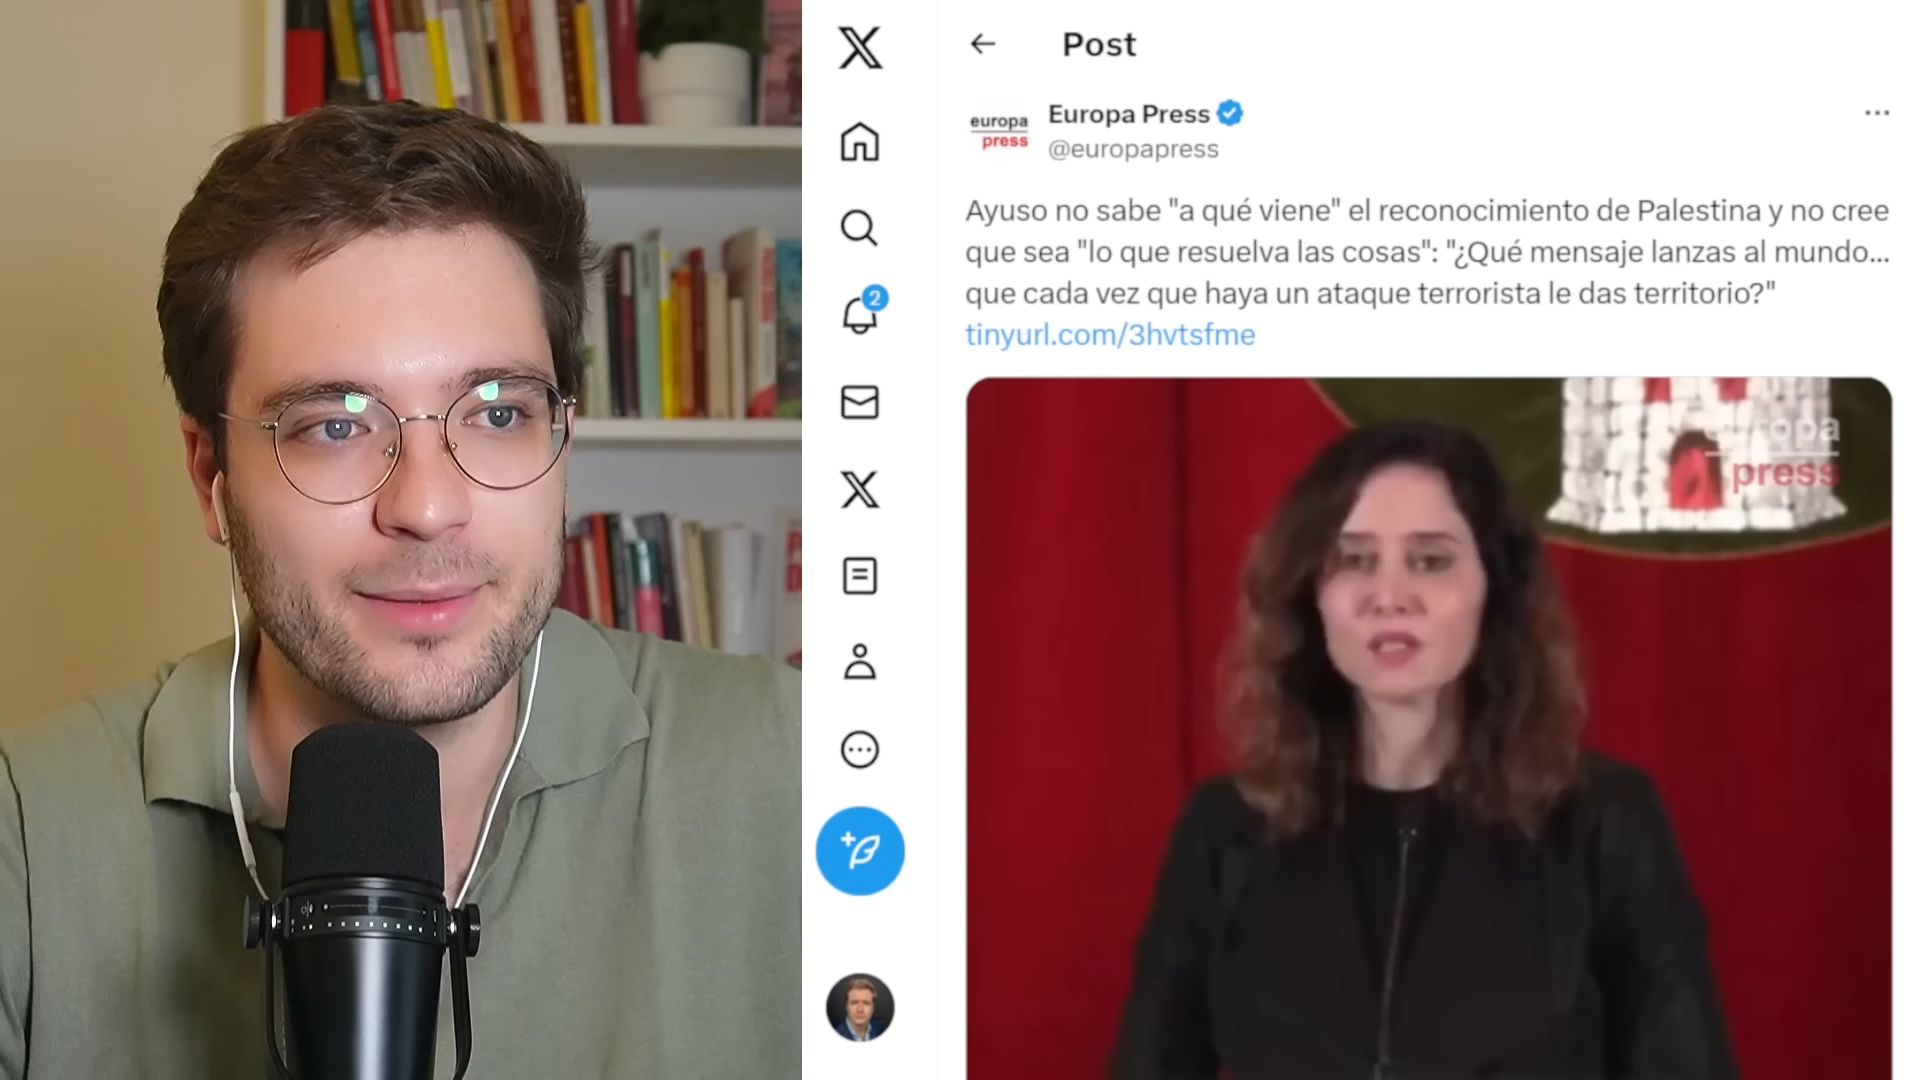 Post
europa
press
Europa Press
@europapress
Ayuso no sabe "a qué viene" el reconocimiento de Palestina y no cree
que sea "lo que resuelva las cosas": "¿Qué mensaje lanzas al mundo...
que cada vez que haya un ataque terrorista le das territorio?"
tinyurl.com/3hvtsfme
2
europa
press